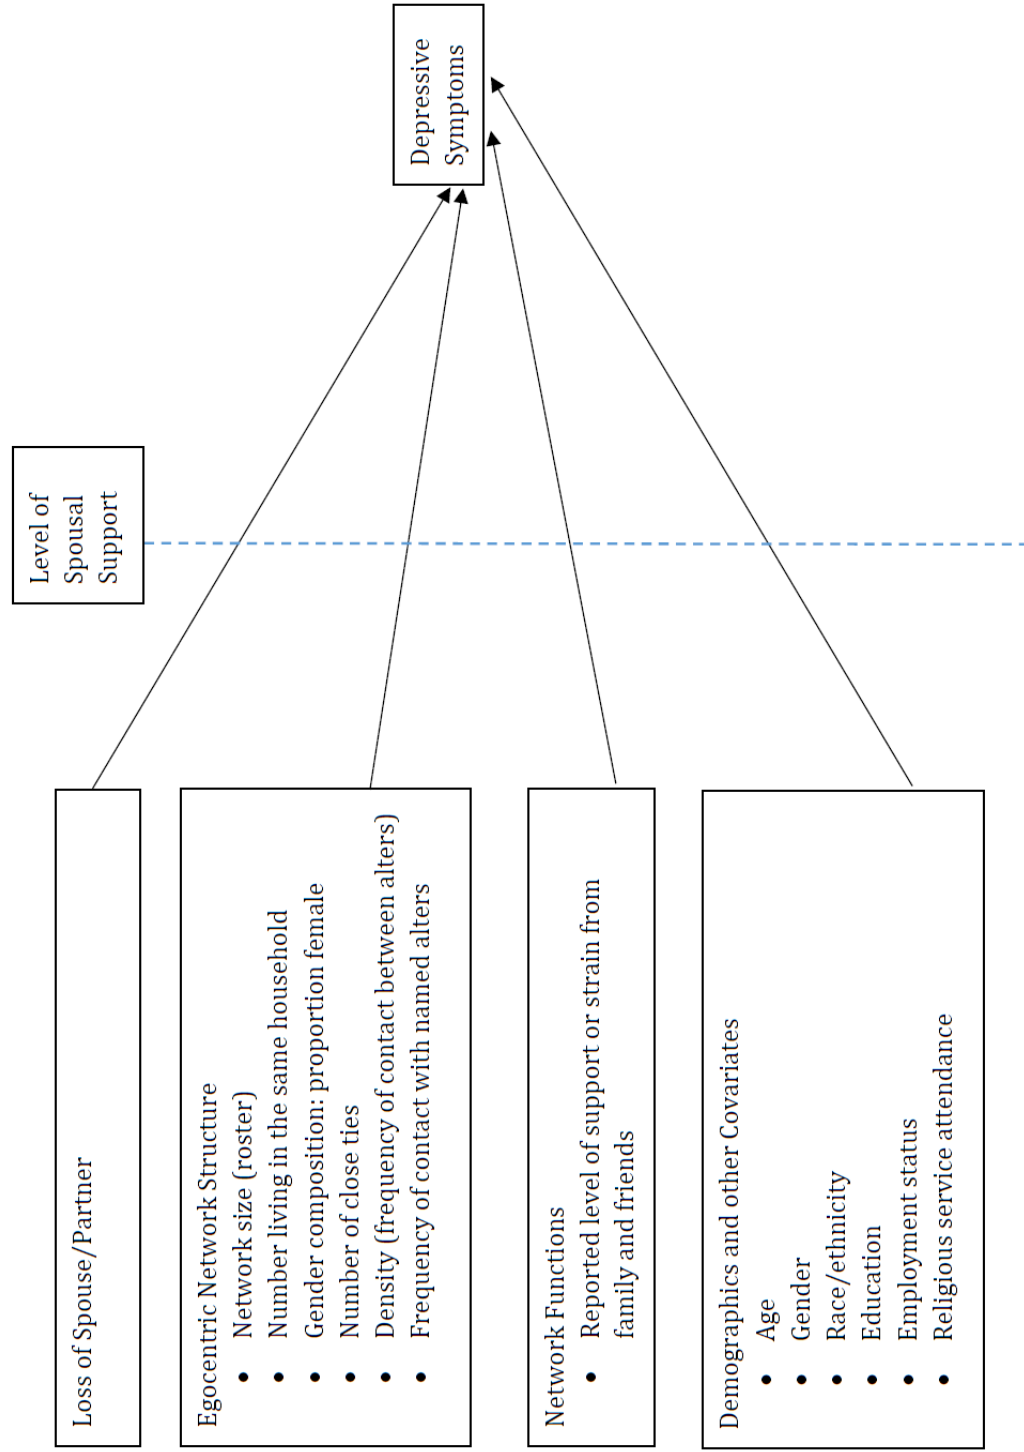 Loss of Spouse/Partner
Egocentric Network Structure
• Network size (roster)
• Number living in the same household
• Gender composition: proportion female
• Number of close ties
• Density (frequency of contact between alters)
• Frequency of contact with named alters
Network Functions
• Reported level of support or strain from
family and friends
Demographics and other Covariates
• Age
• Gender
• Race/ethnicity
• Education
• Employment status
• Religious service attendance
Level of
Spousal
Support
Depressive
Symptoms